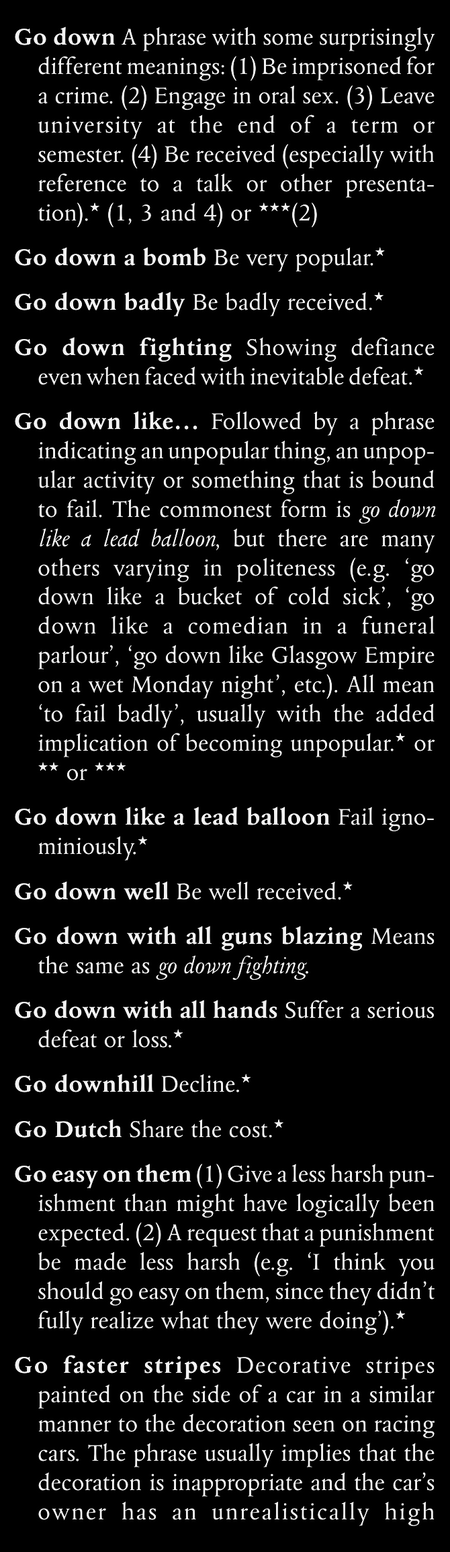 Go down A phrase with some surprisingly
different meanings: (1) Be imprisoned for
a crime. (2) Engage in oral sex. (3) Leave
university at the end of a term or
semester. (4) Be received (especially with
reference to a talk or other presenta-
tion).★ (1, 3 and 4) or ★★★(2)
Go down a bomb Be very popular.★
Go down badly Be badly received.★
Go down fighting Showing defiance
even when faced with inevitable defeat.★
Go down like… Followed by a phrase
indicating an unpopular thing, an unpop-
ular activity or something that is bound
to fail. The commonest form is go down
like a lead balloon, but there are many
others varying in politeness (e.g. ‘go
down like a bucket of cold sick’, ‘go
down like a comedian in a funeral
parlour’, ‘go down like Glasgow Empire
on a wet Monday night’, etc.). All mean
‘to fail badly’, usually with the added
implication of becoming unpopular.★ or
★★ or ★★★
Go down like a lead balloon Fail igno-
miniously.★
Go down well Be well received.★
Go down with all guns blazing Means
the same as go down fighting.
Go down with all hands Suffer a serious
defeat or loss.★
Go downhill Decline.★
Go Dutch Share the cost.★
Go easy on them (1) Give a less harsh pun-
ishment than might have logically been
expected. (2) A request that a punishment
be made less harsh (e.g. ‘I think you
should go easy on them, since they didn’t
fully realize what they were doing’).★
Go faster stripes Decorative stripes
painted on the side of a car in a similar
manner to the decoration seen on racing
cars. The phrase usually implies that the
decoration is inappropriate and the car’s
owner has an unrealistically high